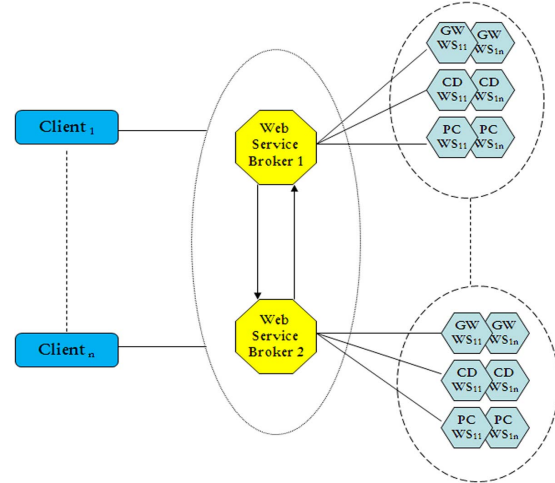 GW GW
WS₁₁ WS₁ₙ
CD CD
WS₁₁ WS₁ₙ
PC PC
WS₁₁ WS₁ₙ
Client ₁
Web
Service
Broker 1
Client ₙ
Web
Service
Broker 2
GW GW
WS₁₁ WS₁ₙ
CD CD
WS₁₁ WS₁ₙ
PC PC
WS₁₁ WS₁ₙ